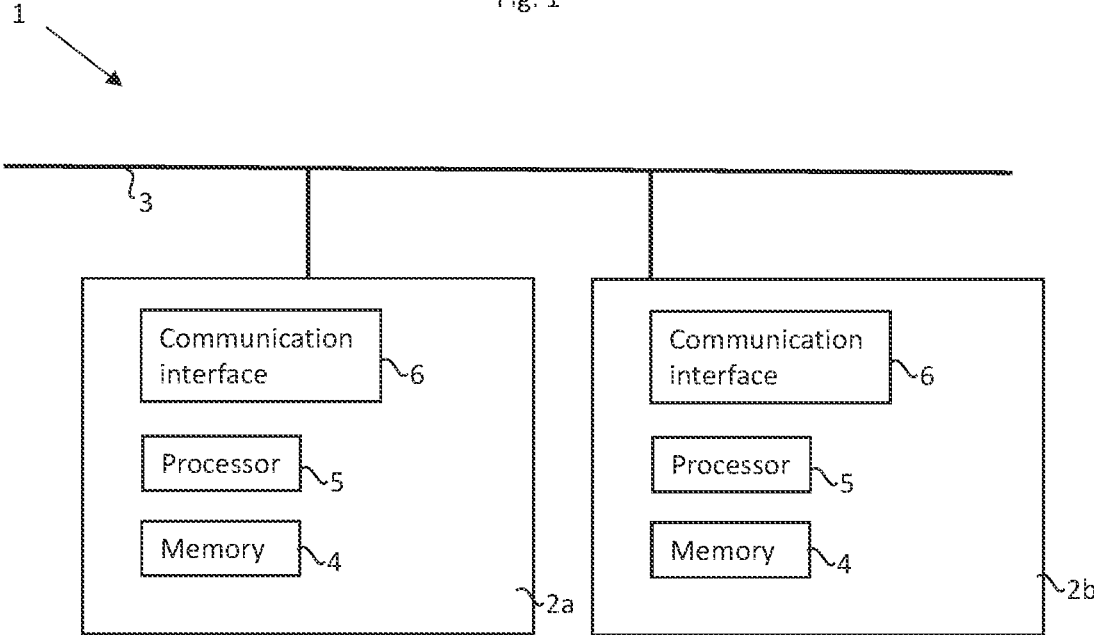 Fig. 1
1
3
Communication
interface
6
Processor
5
Memory
4
2a
Communication
interface
6
Processor
5
Memory
4
2b